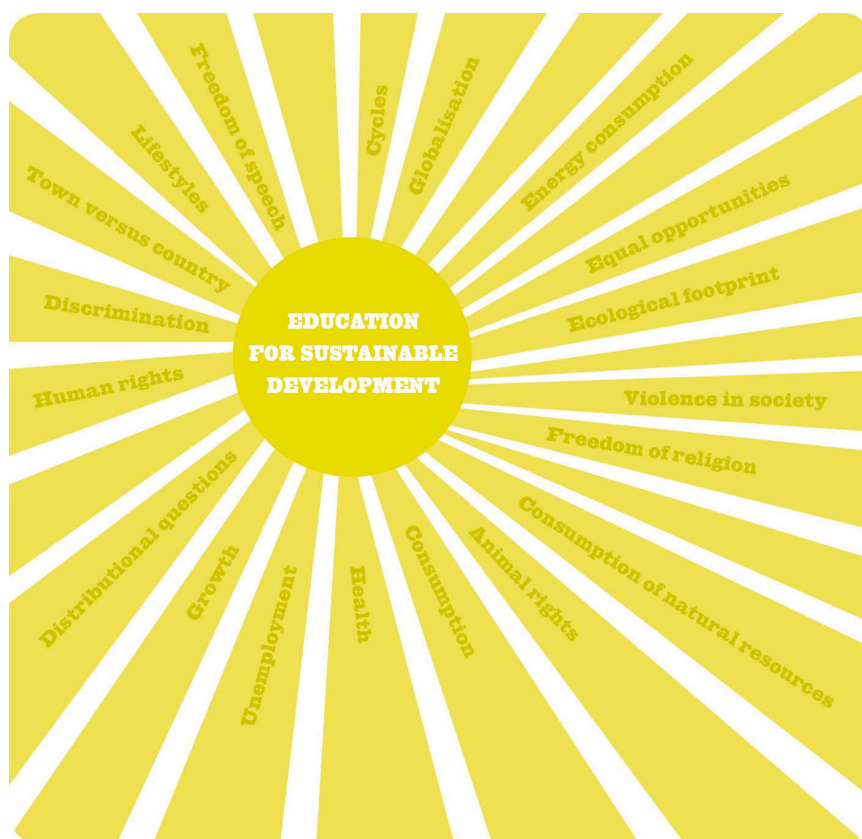 EDUCATION
FOR SUSTAINABLE
DEVELOPMENT
Cycles
Globalisation
Energy consumption
Equal opportunities
Ecological footprint
Violence in society
Freedom of religion
Consumption of natural resources
Animal rights
Consumption
Health
Unemployment
Growth
Distributional questions
Human rights
Discrimination
Town versus country
Lifestyles
Freedom of speech